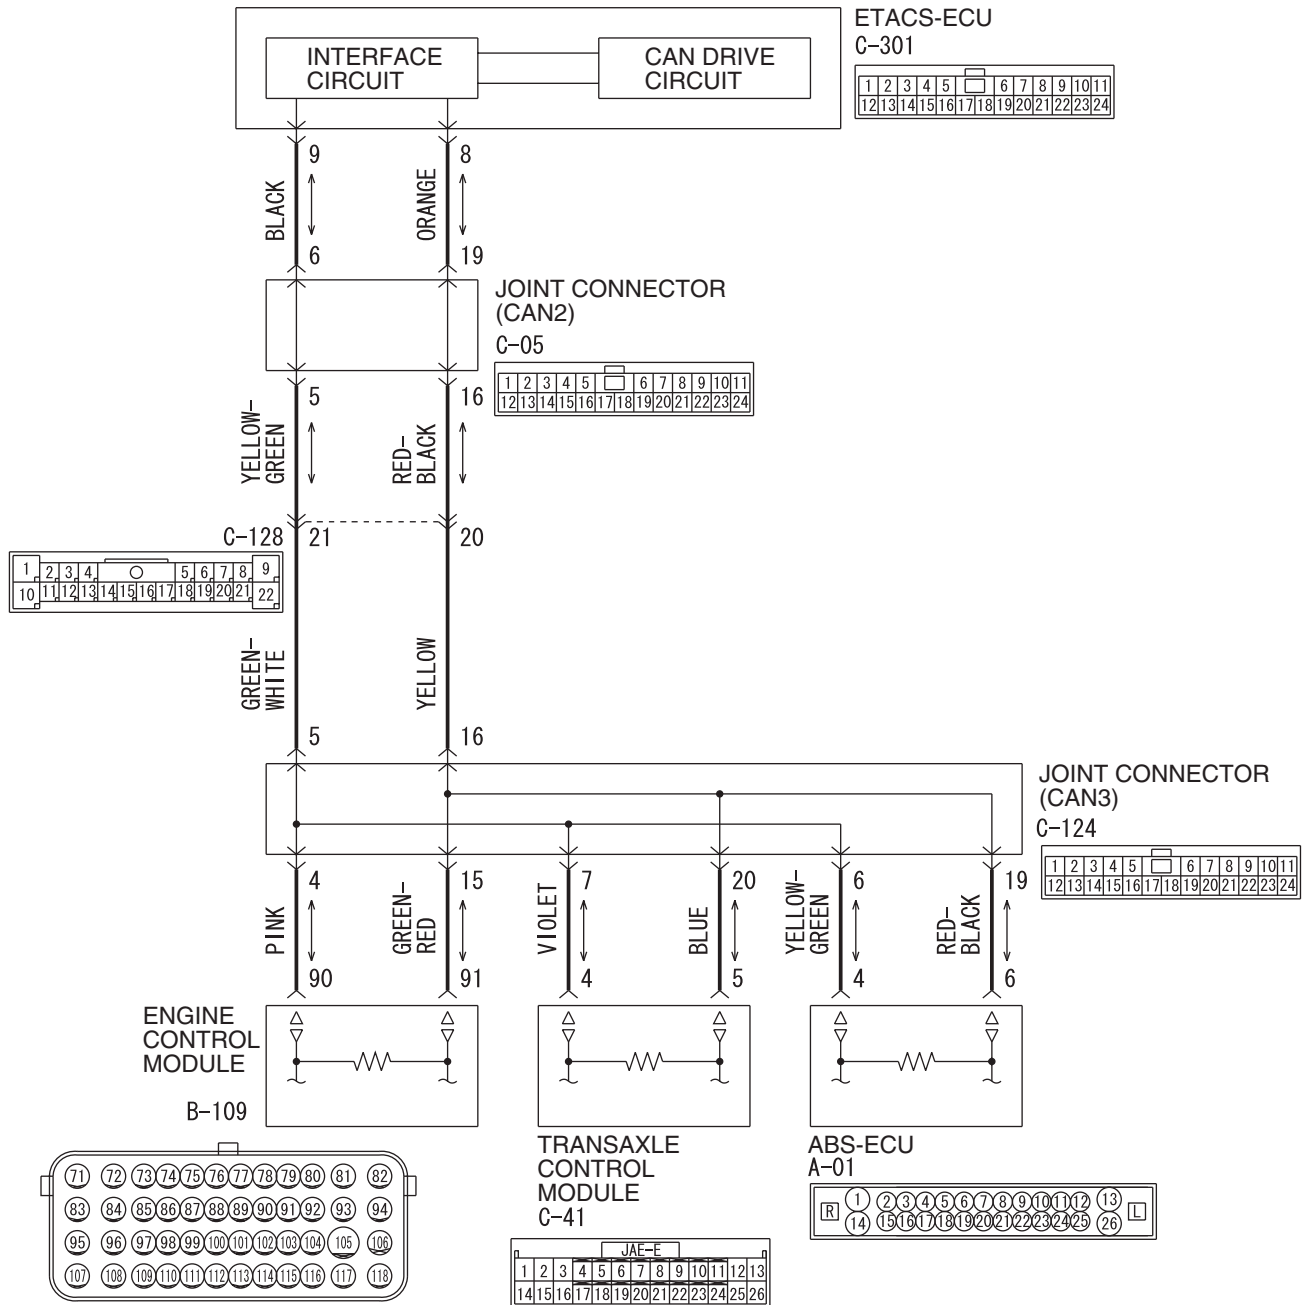 ETACS-ECU
C-301
INTERFACE
CIRCUIT
CAN DRIVE
CIRCUIT
1 2 3 4 5 6 7 8 9 10 11
12 13 14 15 16 17 18 19 20 21 22 23 24
9 8
BLACK
ORANGE
6 19
JOINT CONNECTOR
(CAN2)
C-05
1 2 3 4 5 6 7 8 9 10 11
12 13 14 15 16 17 18 19 20 21 22 23 24
5 16
YELLOW-
GREEN
RED-
BLACK
C-128 21 20
1 2 3 4 5 6 7 8 9
10 11 12 13 14 15 16 17 18 19 20 21 22
GREEN-
WHITE
YELLOW
5 16
JOINT CONNECTOR
(CAN3)
C-124
1 2 3 4 5 6 7 8 9 10 11
12 13 14 15 16 17 18 19 20 21 22 23 24
4 15 7 20 6 19
PINK
GREEN-
RED
VIOLET
BLUE
YELLOW-
GREEN
RED-
BLACK
90 91 4 5 4 6
ENGINE
CONTROL
MODULE
B-109
71 72 73 74 75 76 77 78 79 80 81 82
83 84 85 86 87 88 89 90 91 92 93 94
95 96 97 98 99 100 101 102 103 104 105 106
107 108 109 110 111 112 113 114 115 116 117 118
TRANSAXLE
CONTROL
MODULE
C-41
JAE-E
1 2 3 4 5 6 7 8 9 10 11 12 13
14 15 16 17 18 19 20 21 22 23 24 25 26
ABS-ECU
A-01
R 1 2 3 4 5 6 7 8 9 10 11 12 13 L
14 15 16 17 18 19 20 21 22 23 24 25 26